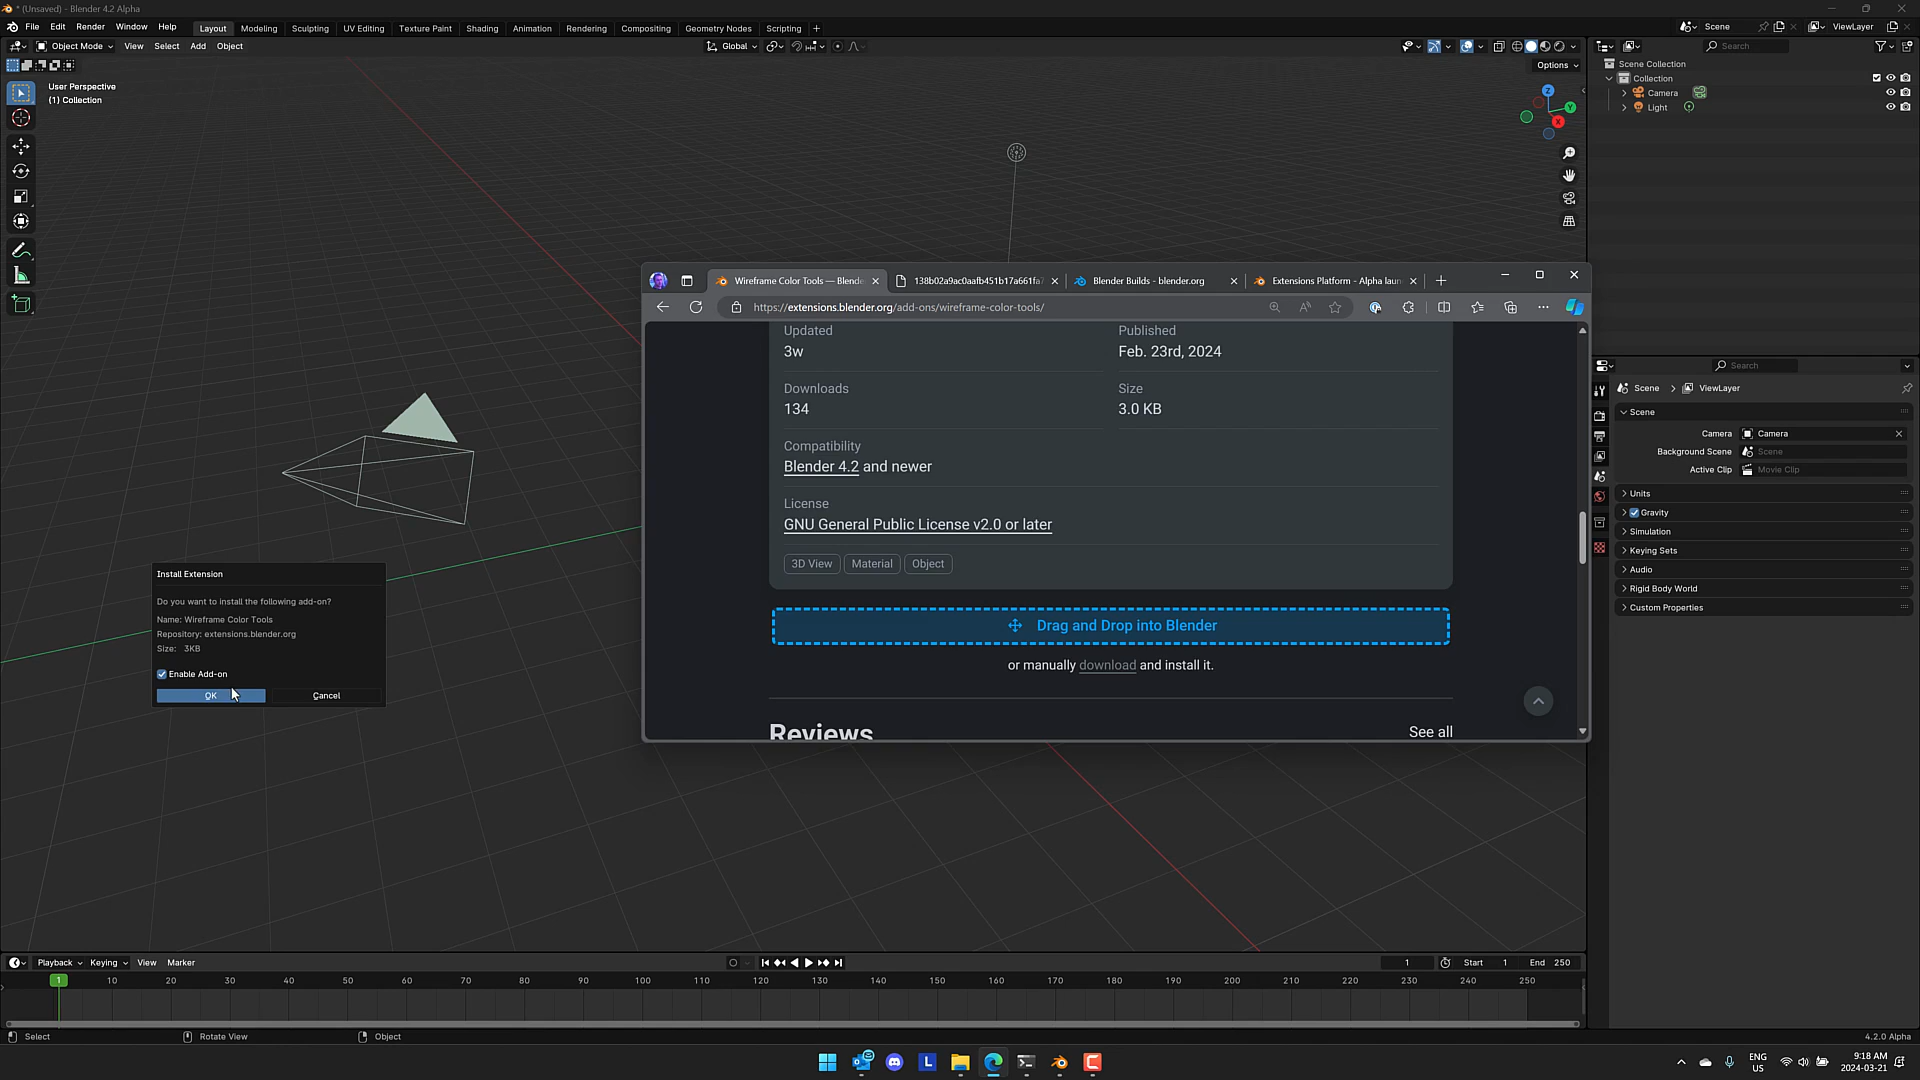 * (Unsaved) - Blender 4.2 Alpha
File Edit Render Window Help
Layout Modeling Sculpting UV Editing Texture Paint Shading Animation Rendering Compositing Geometry Nodes Scripting +
Scene
ViewLayer
Object Mode View Select Add Object
Global
Search
Options
User Perspective
(1) Collection
Z
Y
X
Scene Collection
Collection
Camera
Light
Wireframe Color Tools — Blende
138b02a9ac0aafb451b17a661fa7
Blender Builds - blender.org
Extensions Platform - Alpha laun
https://extensions.blender.org/add-ons/wireframe-color-tools/
Updated
3w
Published
Feb. 23rd, 2024
Downloads
134
Size
3.0 KB
Compatibility
Blender 4.2 and newer
License
GNU General Public License v2.0 or later
3D View Material Object
Drag and Drop into Blender
or manually download and install it.
Reviews
See all
Install Extension
Do you want to install the following add-on?
Name: Wireframe Color Tools
Repository: extensions.blender.org
Size: 3KB
Enable Add-on
OK
Cancel
Search
Scene > ViewLayer
Scene
Camera Camera
Background Scene Scene
Active Clip Movie Clip
Units
Gravity
Simulation
Keying Sets
Audio
Rigid Body World
Custom Properties
Playback Keying View Marker
1 Start 1 End 250
1 10 20 30 40 50 60 70 80 90 100 110 120 130 140 150 160 170 180 190 200 210 220 230 240 250
Select Rotate View Object
4.2.0 Alpha
L
ENG
US
9:18 AM
2024-03-21